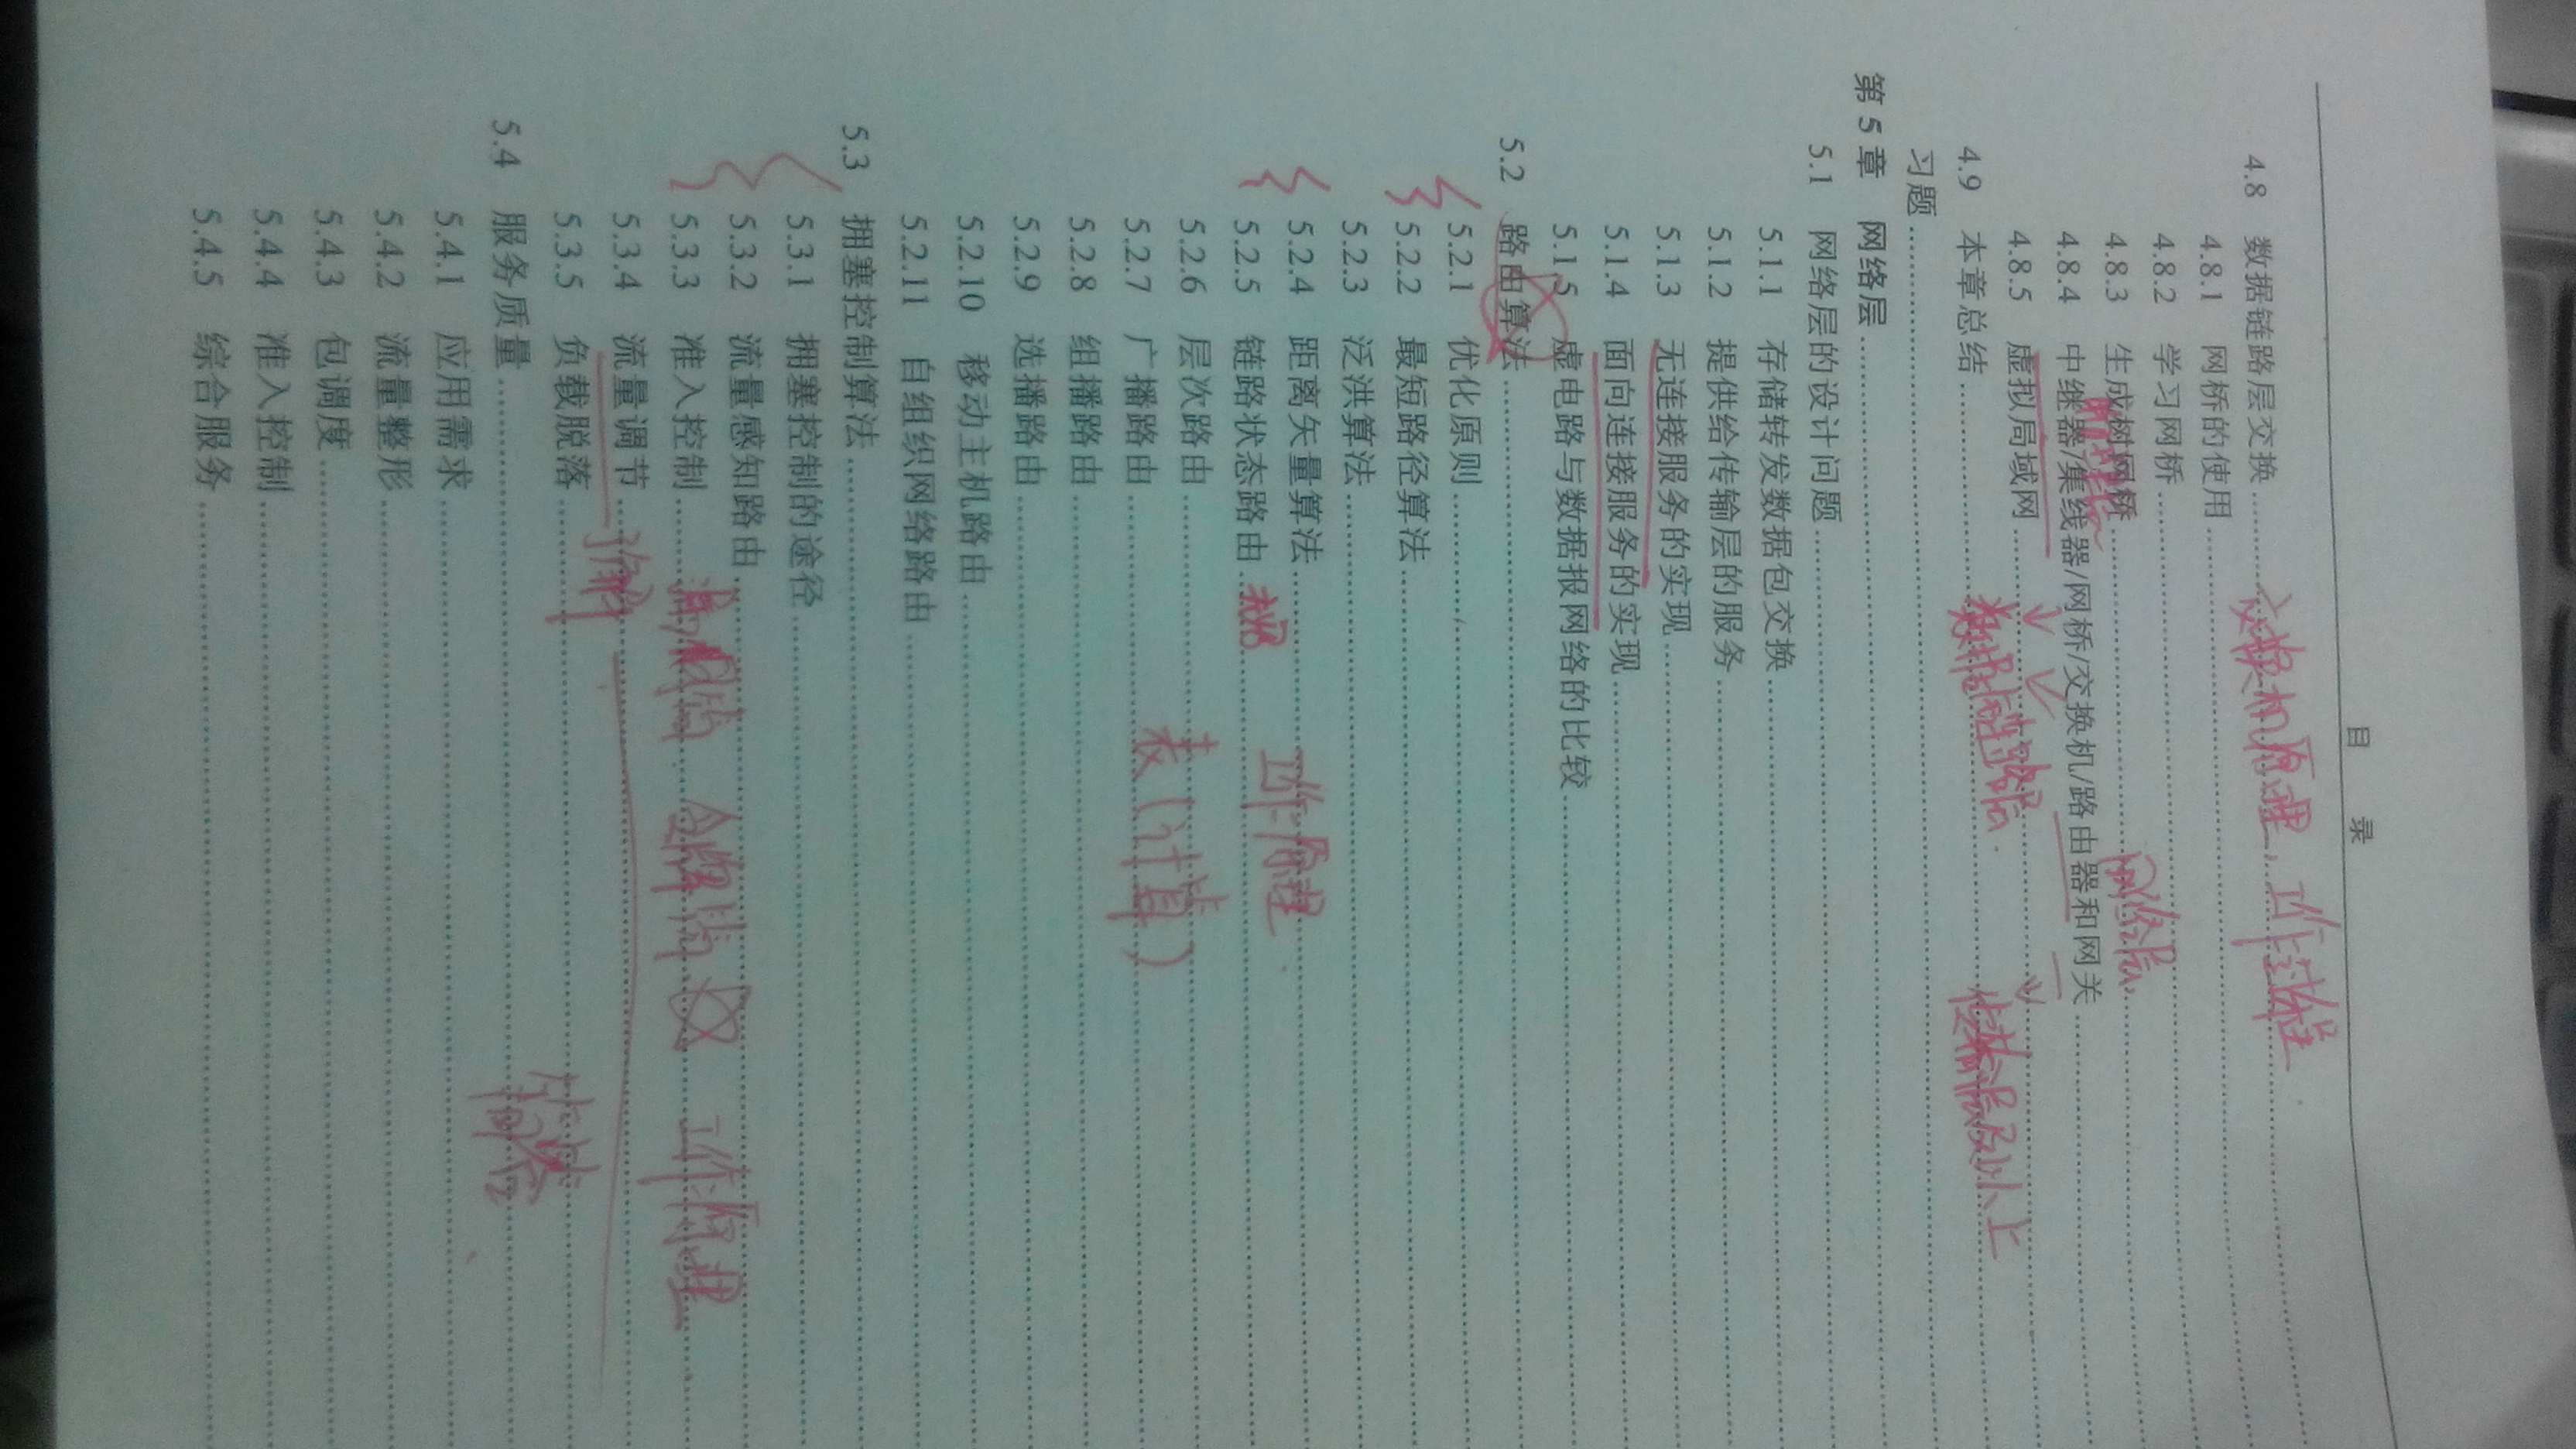 目 录
4.8 数据链路层交换 交换机原理,工作过程
4.8.1 网桥的使用
4.8.2 学习网桥
4.8.3 生成树网桥 网络层
4.8.4 中继器/集线器/网桥/交换机/路由器和网关
4.8.5 虚拟局域网
4.9 本章总结 数据链路层 传输层及以上
习题
第 5 章 网络层
5.1 网络层的设计问题
5.1.1 存储转发数据包交换
5.1.2 提供给传输层的服务
5.1.3 无连接服务的实现
5.1.4 面向连接服务的实现
5.1.5 虚电路与数据报网络的比较
5.2 路由算法
5.2.1 优化原则
5.2.2 最短路径算法
5.2.3 泛洪算法
5.2.4 距离矢量算法 工作原理
5.2.5 链路状态路由
5.2.6 层次路由 表(计算)
5.2.7 广播路由
5.2.8 组播路由
5.2.9 选播路由
5.2.10 移动主机路由
5.2.11 自组织网络路由
5.3 拥塞控制算法
5.3.1 拥塞控制的途径
5.3.2 流量感知路由
5.3.3 准入控制 漏桶 令牌桶 工作原理
5.3.4 流量调节 了解
5.3.5 负载脱落
5.4 服务质量
5.4.1 应用需求
5.4.2 流量整形
5.4.3 包调度
5.4.4 准入控制
5.4.5 综合服务